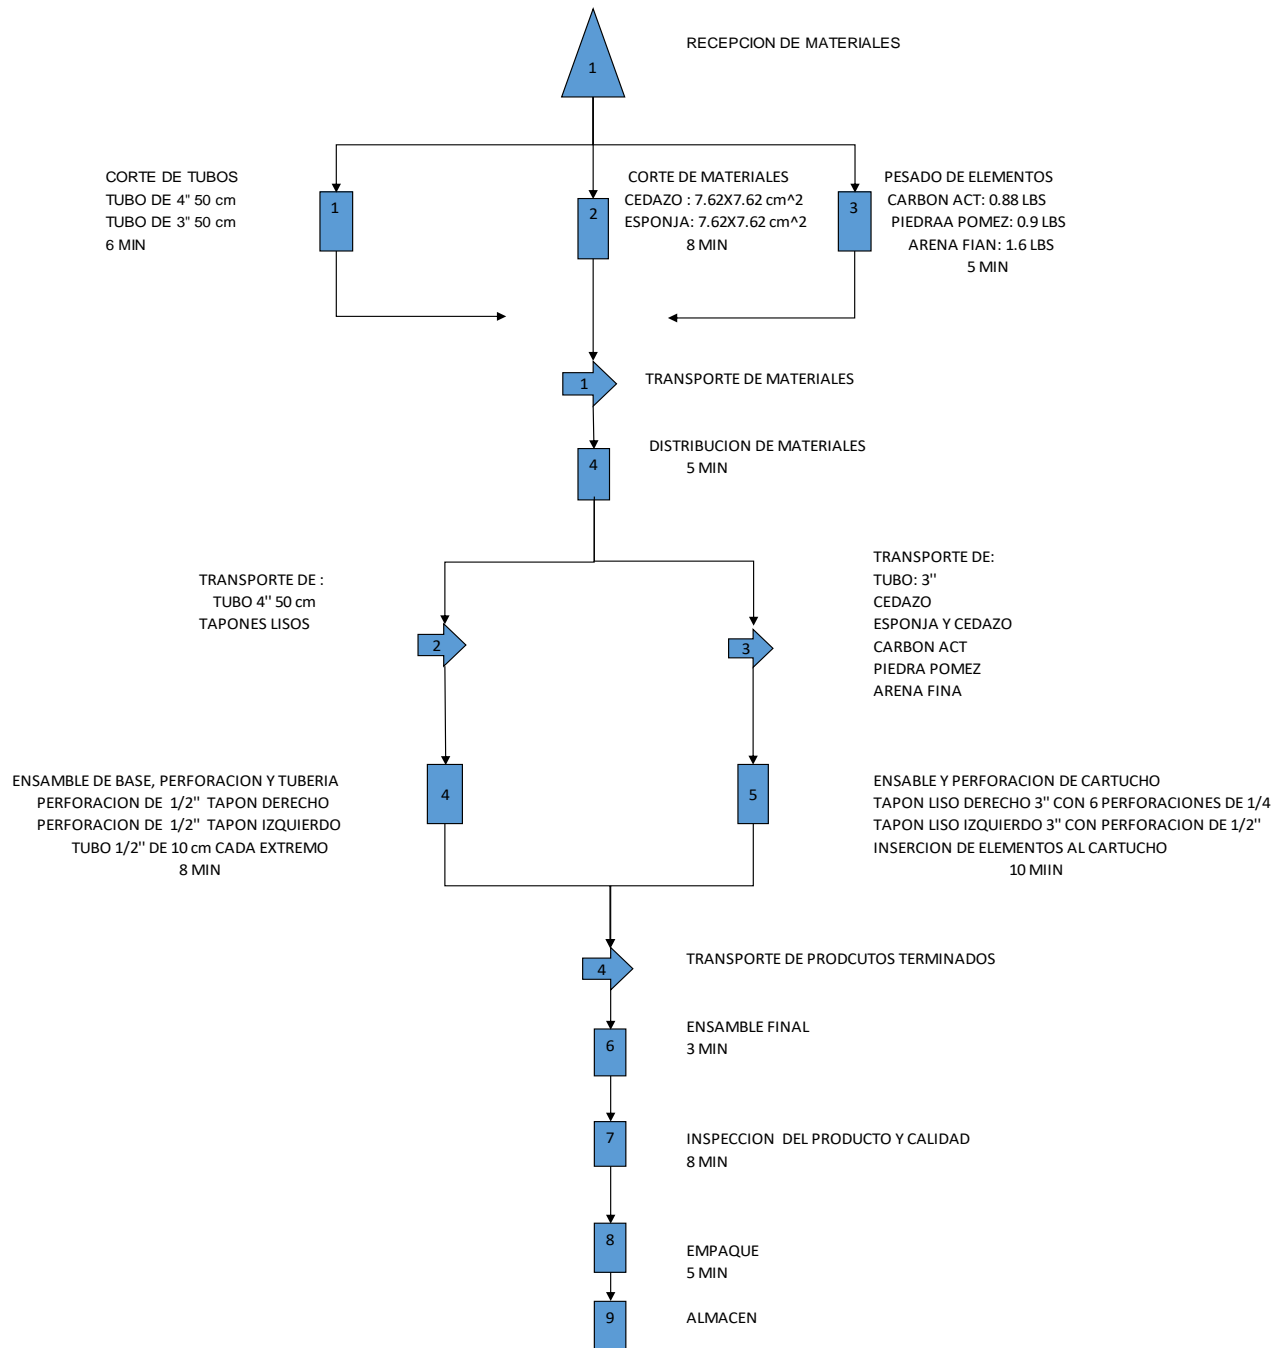 RECEPCION DE MATERIALES
1
CORTE DE TUBOS
TUBO DE 4" 50 cm
TUBO DE 3" 50 cm
6 MIN
1
CORTE DE MATERIALES
CEDAZO : 7.62X7.62 cm^2
ESPONJA: 7.62X7.62 cm^2
8 MIN
2
PESADO DE ELEMENTOS
CARBON ACT: 0.88 LBS
PIEDRAA POMEZ: 0.9 LBS
ARENA FIAN: 1.6 LBS
5 MIN
3
1
TRANSPORTE DE MATERIALES
4
DISTRIBUCION DE MATERIALES
5 MIN
TRANSPORTE DE :
TUBO 4" 50 cm
TAPONES LISOS
2
TRANSPORTE DE:
TUBO: 3"
CEDAZO
ESPONJA Y CEDAZO
CARBON ACT
PIEDRA POMEZ
ARENA FINA
3
ENSAMBLE DE BASE, PERFORACION Y TUBERIA
PERFORACION DE 1/2" TAPON DERECHO
PERFORACION DE 1/2" TAPON IZQUIERDO
TUBO 1/2" DE 10 cm CADA EXTREMO
8 MIN
4
5
ENSABLE Y PERFORACION DE CARTUCHO
TAPON LISO DERECHO 3" CON 6 PERFORACIONES DE 1/4
TAPON LISO IZQUIERDO 3" CON PERFORACION DE 1/2"
INSERCION DE ELEMENTOS AL CARTUCHO
10 MIIN
4
TRANSPORTE DE PRODCUTOS TERMINADOS
6
ENSAMBLE FINAL
3 MIN
7
INSPECCION DEL PRODUCTO Y CALIDAD
8 MIN
8
EMPAQUE
5 MIN
9
ALMACEN